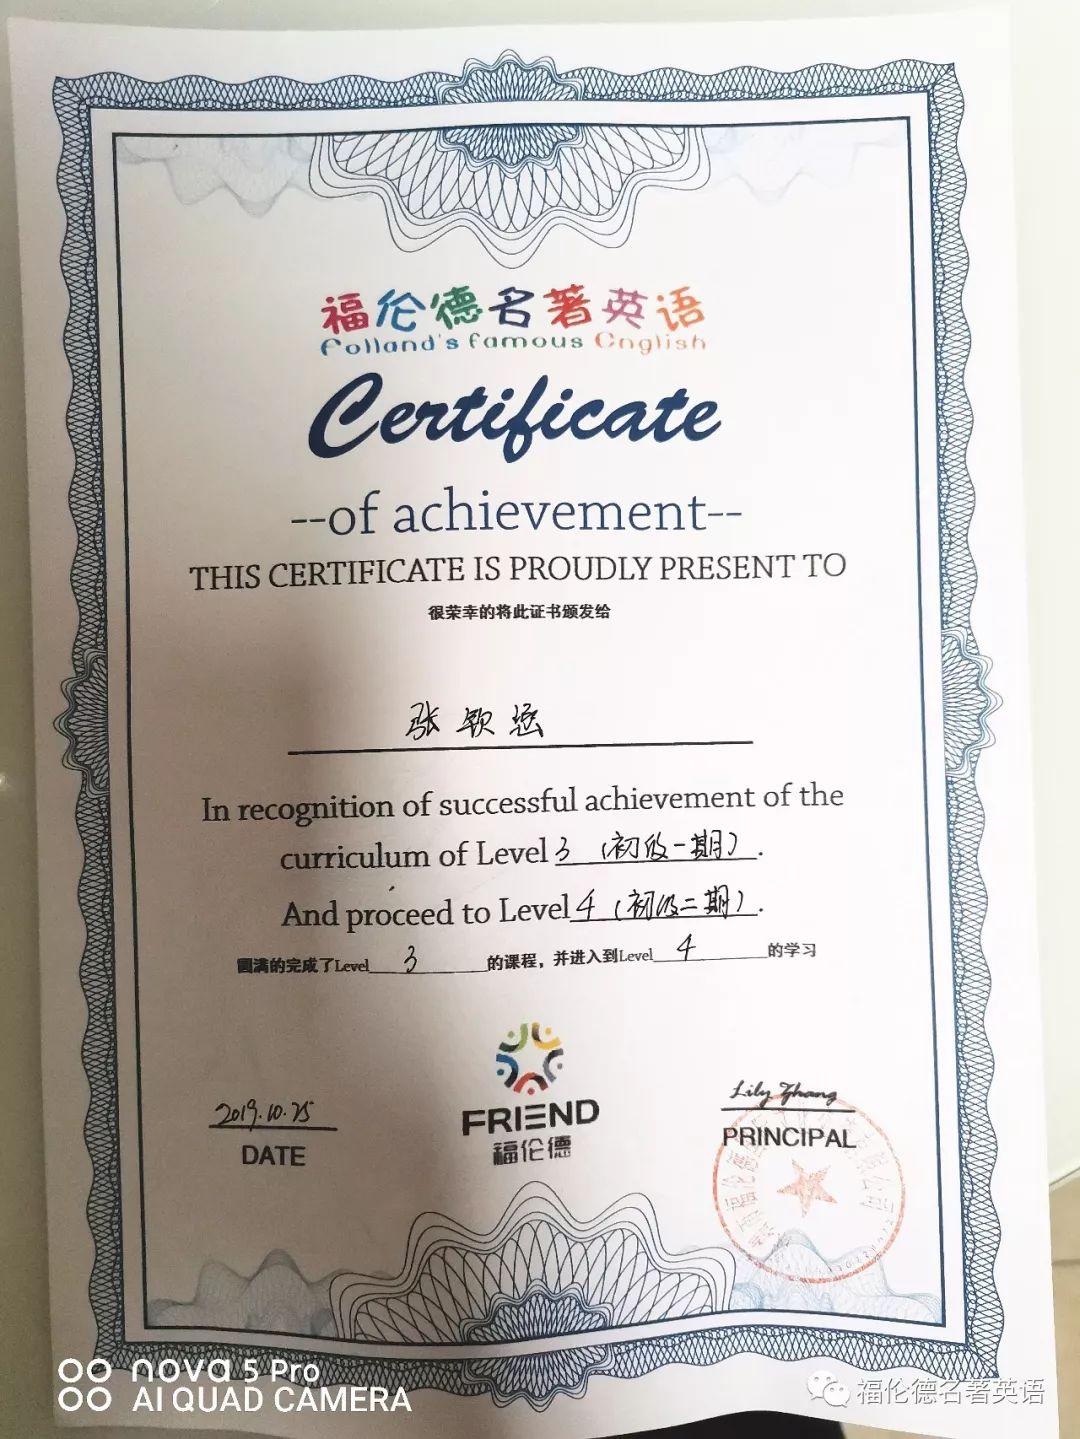 福伦德名著英语
Folland's famous English
Certificate
--of achievement--
THIS CERTIFICATE IS PROUDLY PRESENT TO
很荣幸的将此证书颁发给
张钦
In recognition of successful achievement of the
curriculum of Level 3 (初级一期).
And proceed to Level 4 (初级二期).
圆满的完成了Level 3 的课程，并进入到Level 4 的学习
FRIEND
福伦德
2019.10.25
DATE
Lily Zhang
PRINCIPAL
nova 5 Pro
AI QUAD CAMERA
福伦德名著英语